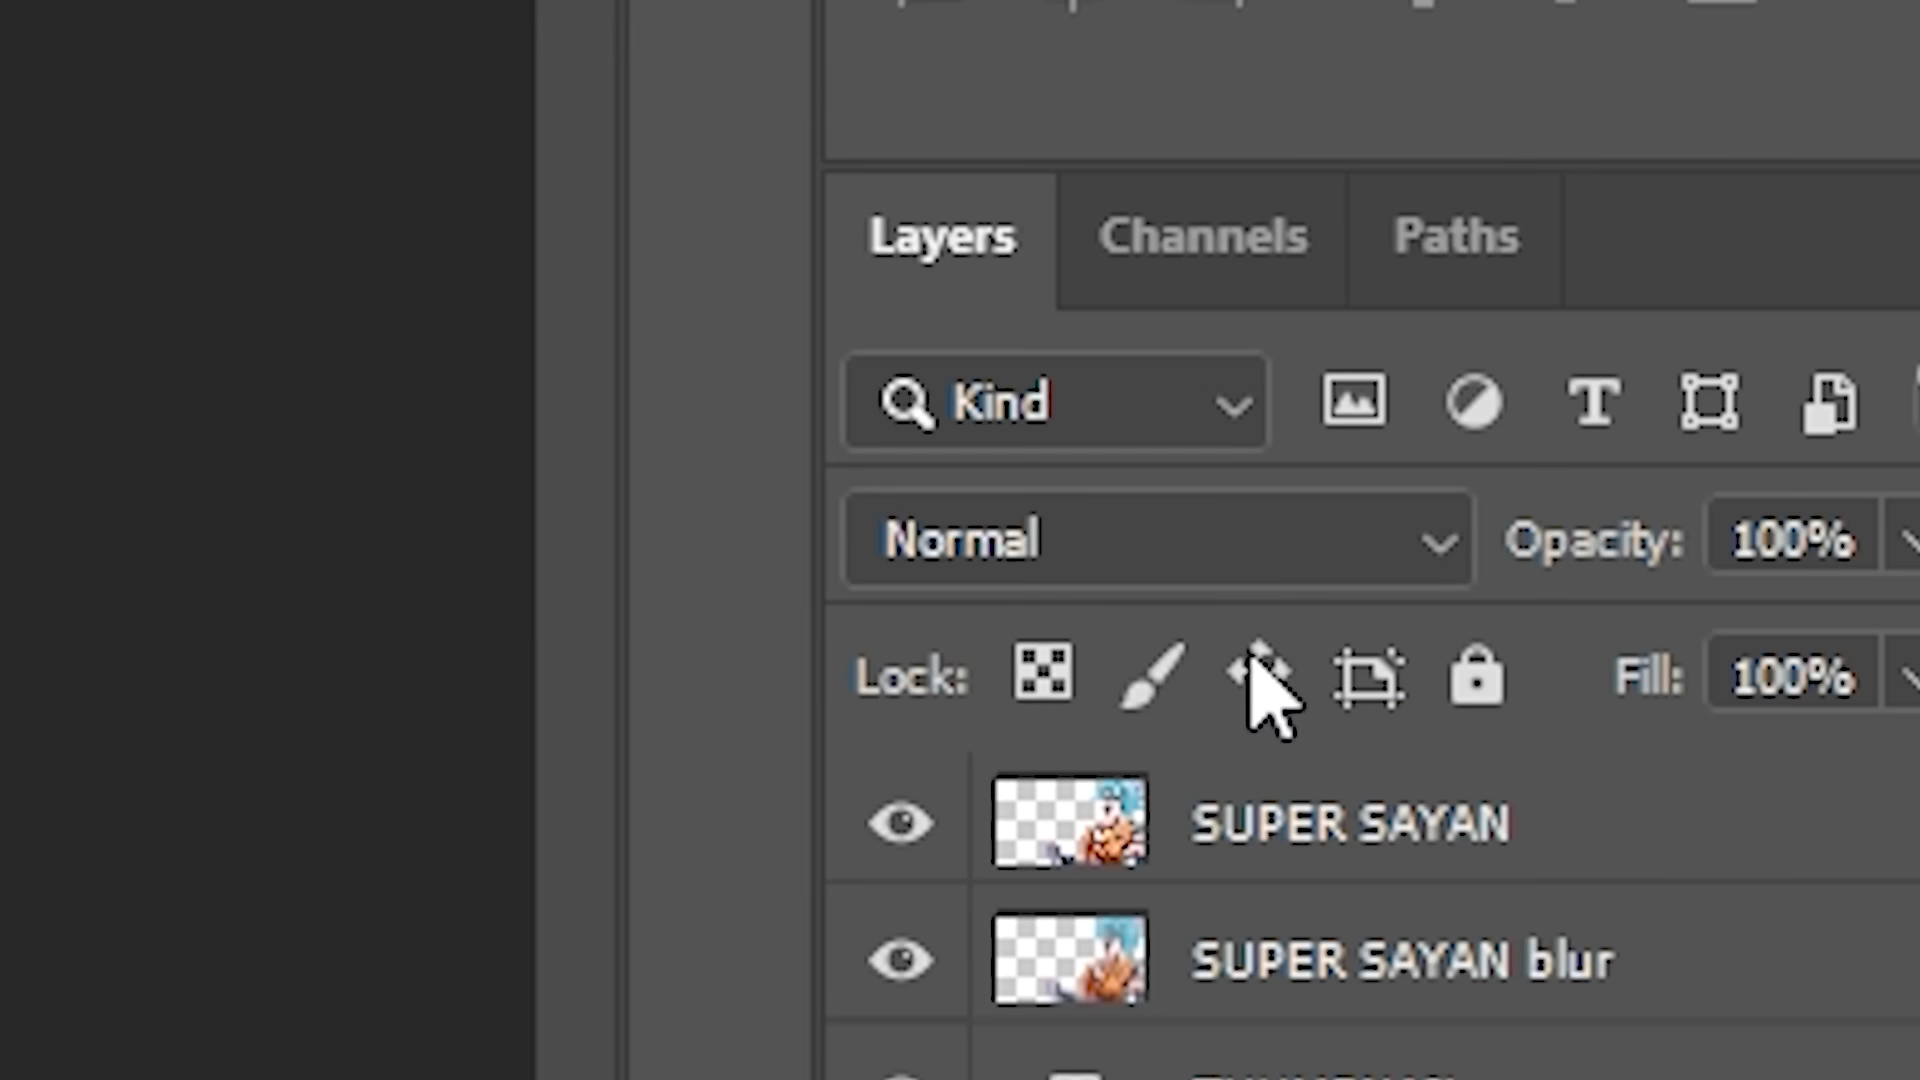 Layers Channels Paths
Kind
Normal Opacity: 100%
Lock: Fill: 100%
SUPER SAYAN
SUPER SAYAN blur